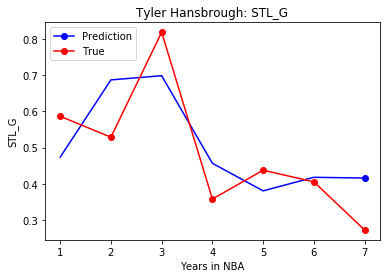 Tyler Hansbrough: STL_G
Prediction
True
0.8
0.7
0.6
0.5
0.4
0.3
STL_G
1 2 3 4 5 6 7
Years in NBA